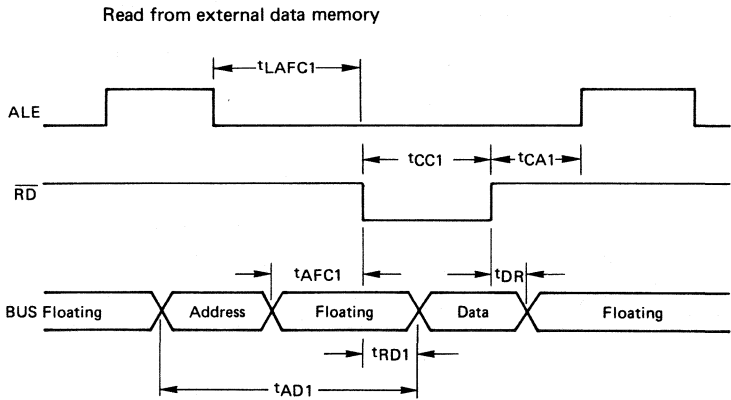 Read from external data memory
tLAFC1
ALE
tCC1
tCA1
RD
tAFC1
tDR
BUS Floating Address Floating Data Floating
tRD1
tAD1